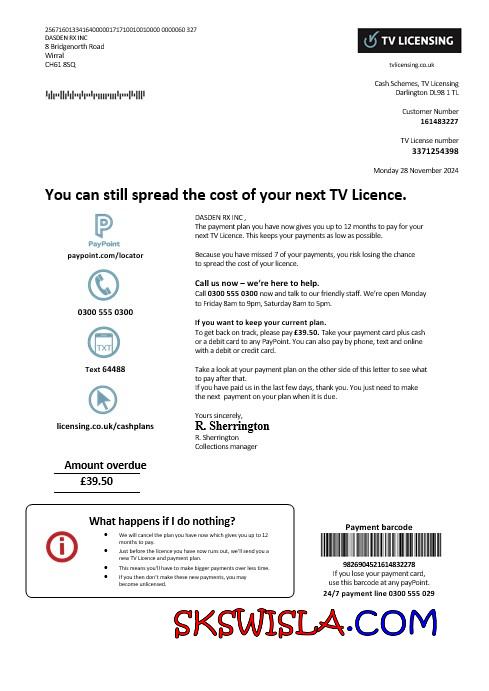 25671601334164000001717100100​10000 0000060 327
DASDEN RX INC
8 Bridgenorth Road
Wirral
CH61 8SQ
TV LICENSING
tvlicensing.co.uk
Cash Schemes, TV Licensing
Darlington DL98 1 TL
Customer Number
161483227
TV License number
3371254398
Monday 28 November 2024
You can still spread the cost of your next TV Licence.
PayPoint
paypoint.com/locator
0300 555 0300
TXT
Text 64488
licensing.co.uk/cashplans
Amount overdue
£39.50
DASDEN RX INC ,
The payment plan you have now gives you up to 12 months to pay for your
next TV Licence. This keeps your payments as low as possible.
Because you have missed 7 of your payments, you risk losing the chance
to spread the cost of your licence.
Call us now – we're here to help.
Call 0300 555 0300 now and talk to our friendly staff. We're open Monday
to Friday 8am to 9pm, Saturday 8am to 5pm.
If you want to keep your current plan.
To get back on track, please pay £39.50. Take your payment card plus cash
or a debit card to any PayPoint. You can also pay by phone, text and online
with a debit or credit card.
Take a look at your payment plan on the other side of this letter to see what
to pay after that.
If you have paid us in the last few days, thank you. You just need to make
the next payment on your plan when it is due.
Yours sincerely,
R. Sherrington
R. Sherrington
Collections manager
What happens if I do nothing?
• We will cancel the plan you have now which gives you up to 12
months to pay.
• Just before the licence you have now runs out, we'll send you a
new TV Licence and payment plan.
• This means you'll have to make bigger payments over less time.
• If you then don't make these new payments, you may
become unlicensed.
Payment barcode
9826904521614832278
If you lose your payment card,
use this barcode at any payPoint.
24/7 payment line 0300 555 029
SKSWISLA.COM